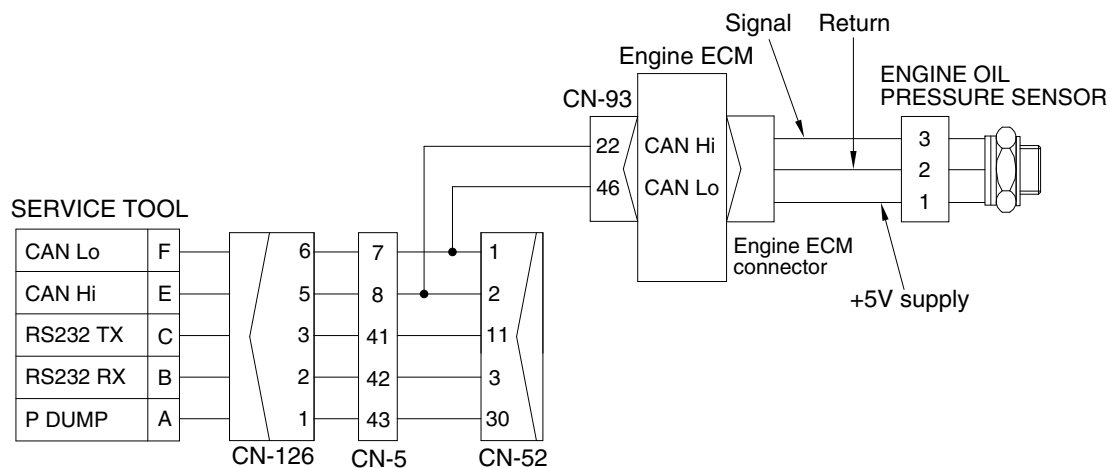 Signal Return
Engine ECM
ENGINE OIL
PRESSURE SENSOR
CN-93
22 CAN Hi 3
46 CAN Lo 2
1
Engine ECM
connector
+5V supply
SERVICE TOOL
CAN Lo F 6 7 1
CAN Hi E 5 8 2
RS232 TX C 3 41 11
RS232 RX B 2 42 3
P DUMP A 1 43 30
CN-126 CN-5 CN-52